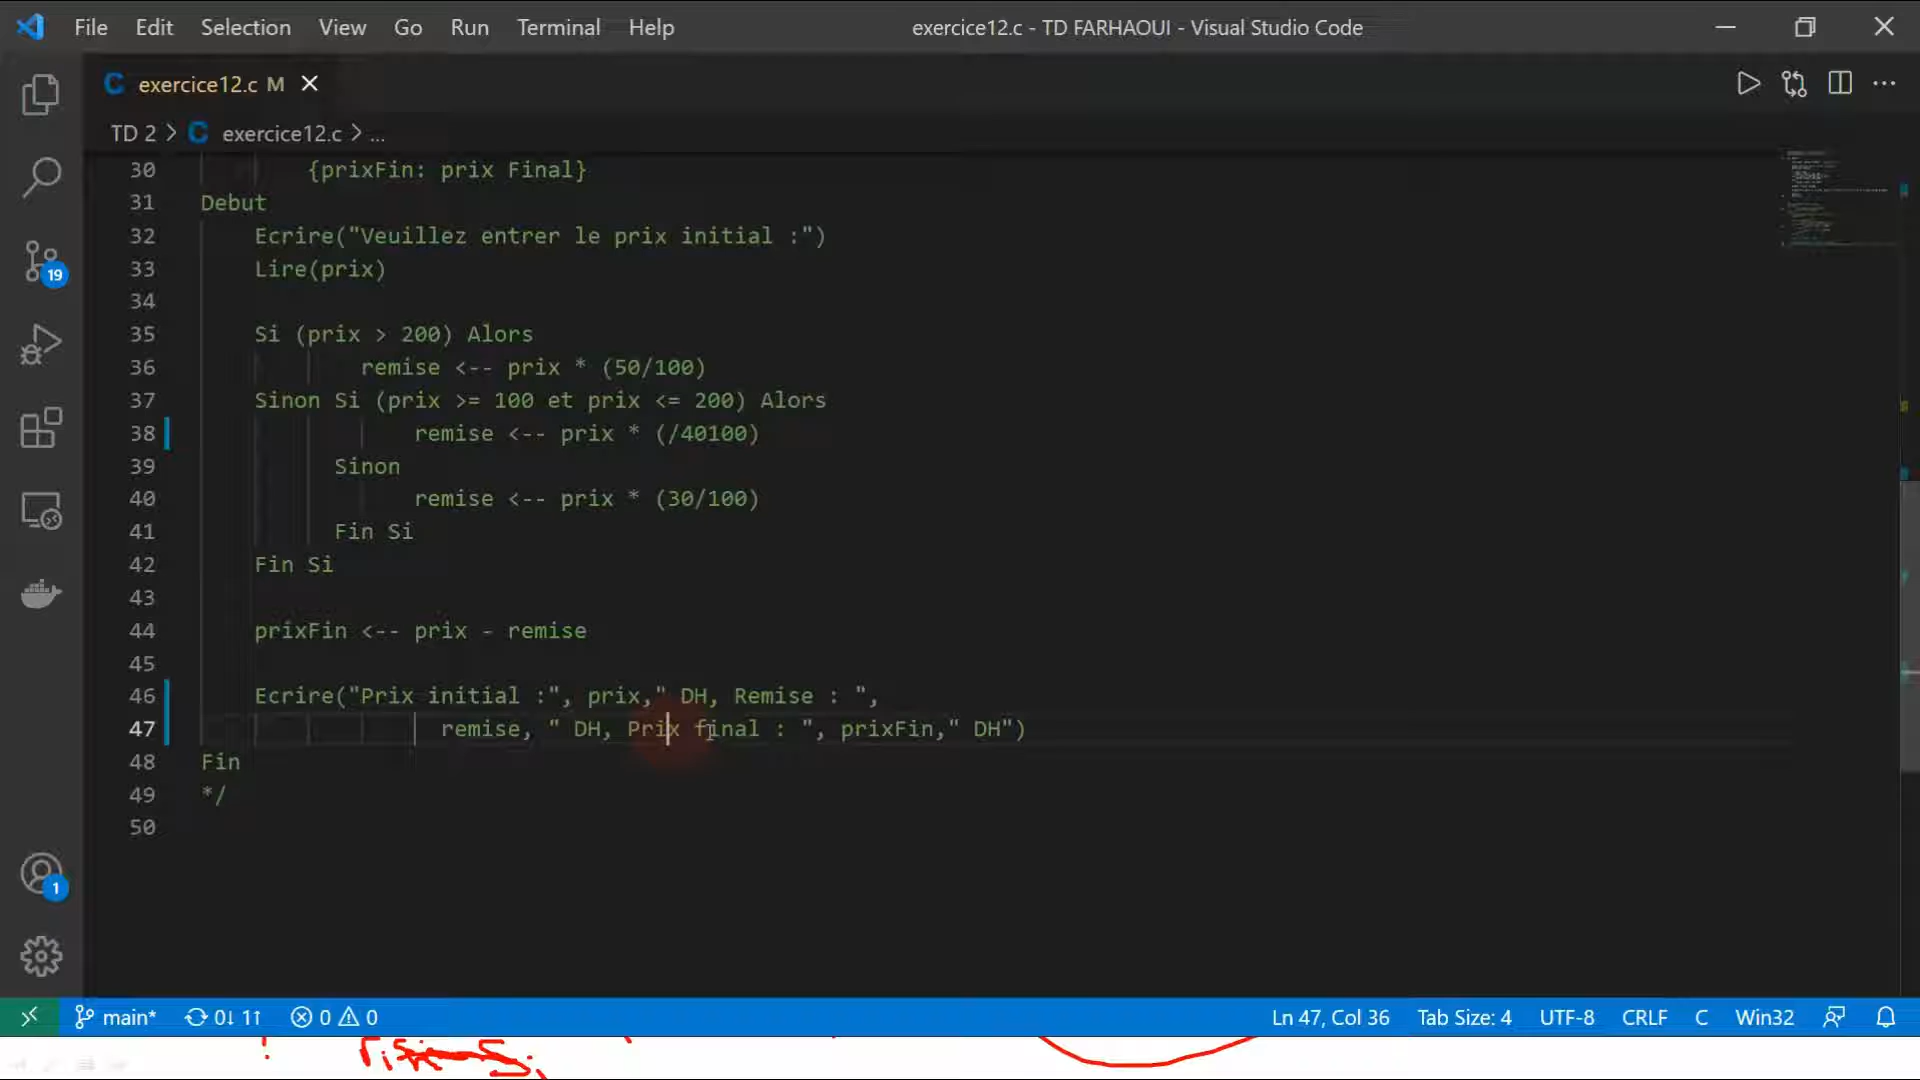 File Edit Selection View Go Run Terminal Help exercice12.c - TD FARHAOUI - Visual Studio Code
exercice12.c M
TD 2 > exercice12.c > ...
30 {prixFin: prix Final}
31 Debut
32 Ecrire("Veuillez entrer le prix initial :")
33 Lire(prix)
34
35 Si (prix > 200) Alors
36 remise <-- prix * (50/100)
37 Sinon Si (prix >= 100 et prix <= 200) Alors
38 remise <-- prix * (/40100)
39 Sinon
40 remise <-- prix * (30/100)
41 Fin Si
42 Fin Si
43
44 prixFin <-- prix - remise
45
46 Ecrire("Prix initial :", prix," DH, Remise : ",
47 remise, " DH, Prix final : ", prixFin," DH")
48 Fin
49 */
50
19
1
main* 0↓ 1↑ 0 0 Ln 47, Col 36 Tab Size: 4 UTF-8 CRLF C Win32